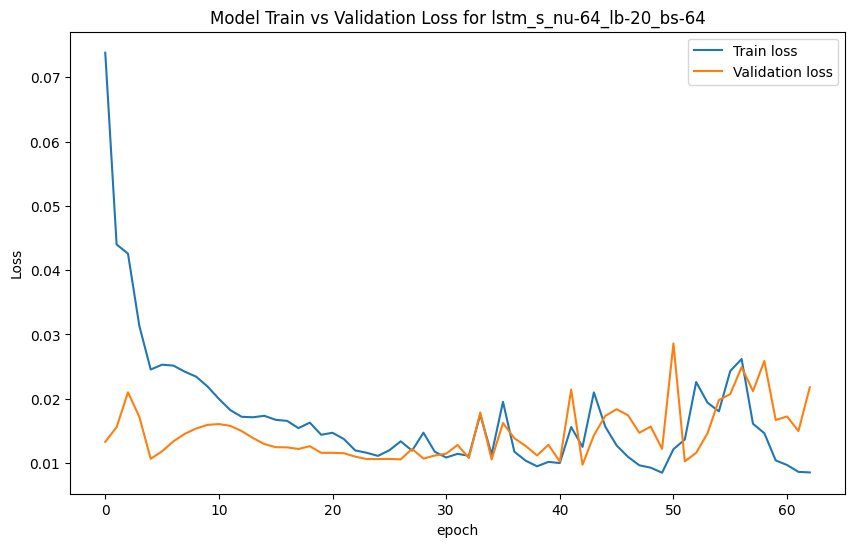 Model Train vs Validation Loss for lstm_s_nu-64_lb-20_bs-64
Train loss
Validation loss
0.07
0.06
0.05
0.04
0.03
0.02
0.01
Loss
0 10 20 30 40 50 60
epoch